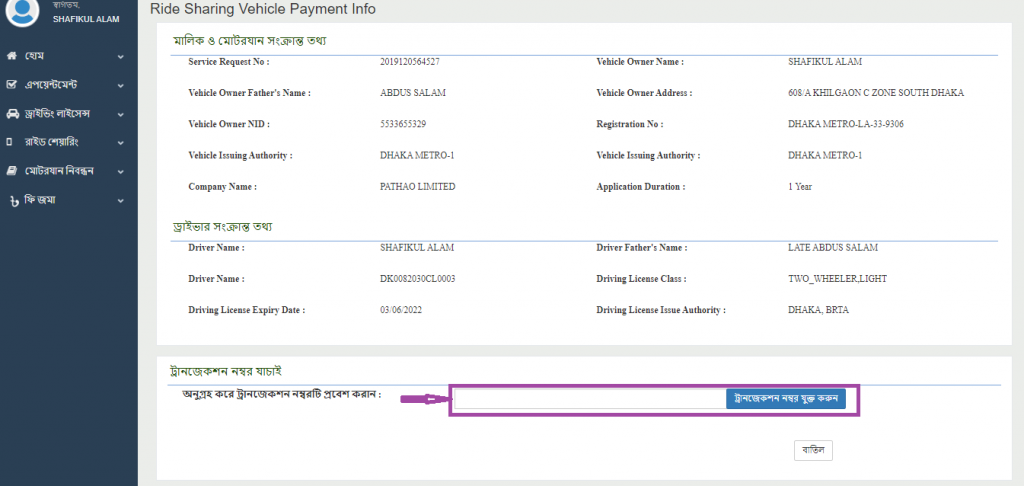 স্বাগতম,
SHAFIKUL ALAM
হোম
এপয়েন্টমেন্ট
ড্রাইভিং লাইসেন্স
রাইড শেয়ারিং
মোটরযান নিবন্ধন
ফি জমা
Ride Sharing Vehicle Payment Info
মালিক ও মোটরযান সংক্রান্ত তথ্য
Service Request No : 2019120564527 Vehicle Owner Name : SHAFIKUL ALAM
Vehicle Owner Father's Name : ABDUS SALAM Vehicle Owner Address : 608/A KHILGAON C ZONE SOUTH DHAKA
Vehicle Owner NID : 5533655329 Registration No : DHAKA METRO-LA-33-9306
Vehicle Issuing Authority : DHAKA METRO-1 Vehicle Issuing Authority : DHAKA METRO-1
Company Name : PATHAO LIMITED Application Duration : 1 Year
ড্রাইভার সংক্রান্ত তথ্য
Driver Name : SHAFIKUL ALAM Driver Father's Name : LATE ABDUS SALAM
Driver Name : DK0082030CL0003 Driving License Class : TWO_WHEELER,LIGHT
Driving License Expiry Date : 03/06/2022 Driving License Issue Authority : DHAKA, BRTA
ট্রানজেকশন নম্বর যাচাই
অনুগ্রহ করে ট্রানজেকশন নম্বরটি প্রবেশ করান : ট্রানজেকশন নম্বর যুক্ত করুন
বাতিল